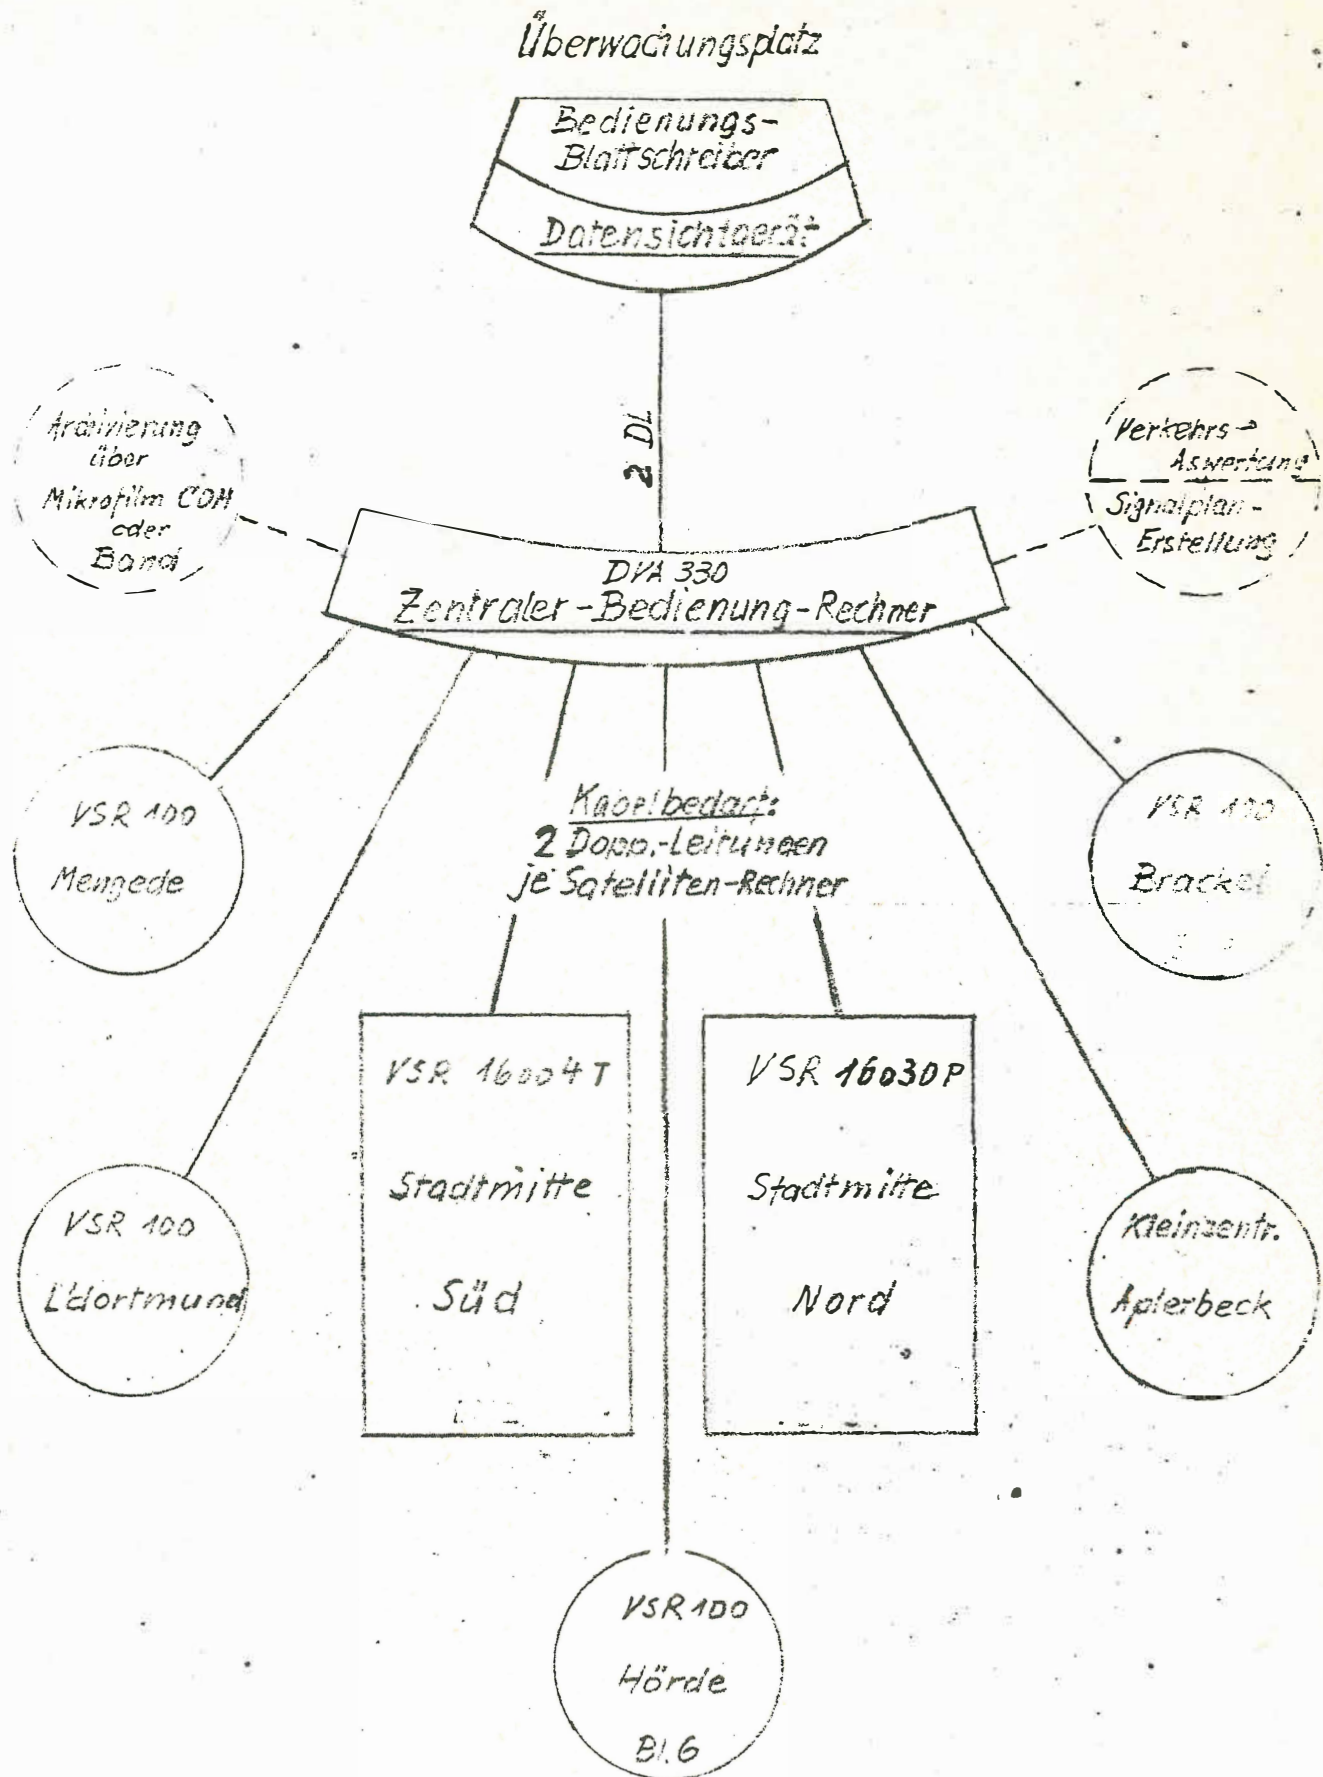 Überwachungsplatz
Bedienungs-
Blattschreiber
Datensichtgerät
2 DL
Archivierung
über
Mikrofilm COM
oder
Band
Verkehrs-
Aswertung
Signalplan-
Erstellung
DVA 330
Zentraler-Bedienung-Rechner
Kabelbedarf:
2 Dopp.-Leitungen
je Satelliten-Rechner
VSR 100
Mengede
VSR 100
Brackel
VSR 16004 T
Stadtmitte
Süd
VSR 16030P
Stadtmitte
Nord
VSR 100
L'dortmund
Kleinzentr.
Aplerbeck
VSR 100
Hörde
Bl. 6